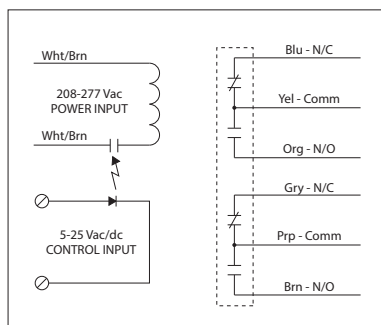 Wht/Brn
208-277 Vac
POWER INPUT
Wht/Brn
5-25 Vac/dc
CONTROL INPUT
Blu - N/C
Yel - Comm
Org - N/O
Gry - N/C
Prp - Comm
Brn - N/O